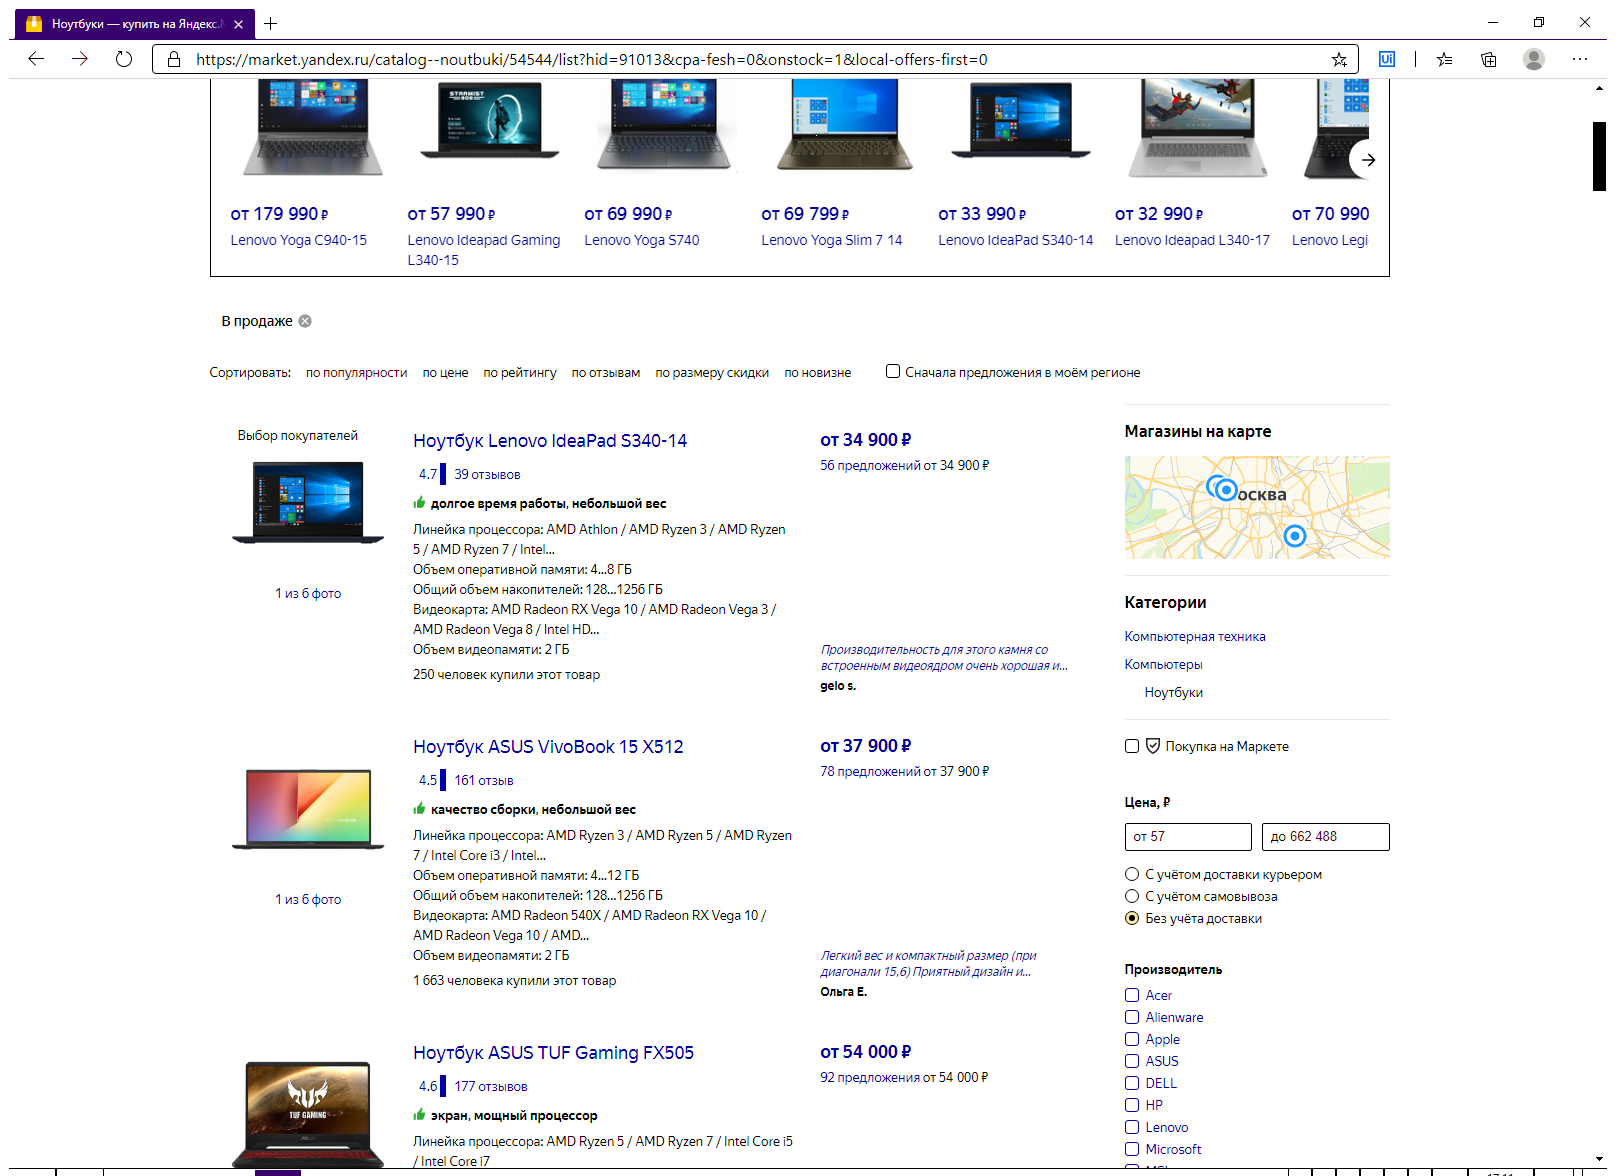 Ноутбуки — купить на Яндекс.М
https://market.yandex.ru/catalog--noutbuki/54544/list?hid=91013&cpa-fesh=0&onstock=1&local-offers-first=0
от 179 990 ₽
Lenovo Yoga C940-15
от 57 990 ₽
Lenovo Ideapad Gaming
L340-15
от 69 990 ₽
Lenovo Yoga S740
от 69 799 ₽
Lenovo Yoga Slim 7 14
от 33 990 ₽
Lenovo IdeaPad S340-14
от 32 990 ₽
Lenovo Ideapad L340-17
от 70 990
Lenovo Legi
В продаже
Сортировать: по популярности по цене по рейтингу по отзывам по размеру скидки по новизне Сначала предложения в моём регионе
Выбор покупателей
1 из 6 фото
Ноутбук Lenovo IdeaPad S340-14
4.7 39 отзывов
долгое время работы, небольшой вес
Линейка процессора: AMD Athlon / AMD Ryzen 3 / AMD Ryzen
5 / AMD Ryzen 7 / Intel...
Объем оперативной памяти: 4...8 ГБ
Общий объем накопителей: 128...1256 ГБ
Видеокарта: AMD Radeon RX Vega 10 / AMD Radeon Vega 3 /
AMD Radeon Vega 8 / Intel HD...
Объем видеопамяти: 2 ГБ
250 человек купили этот товар
от 34 900 ₽
56 предложений от 34 900 ₽
Производительность для этого камня со
встроенным видеоядром очень хорошая и...
gelo s.
1 из 6 фото
Ноутбук ASUS VivoBook 15 X512
4.5 161 отзыв
качество сборки, небольшой вес
Линейка процессора: AMD Ryzen 3 / AMD Ryzen 5 / AMD Ryzen
7 / Intel Core i3 / Intel...
Объем оперативной памяти: 4...12 ГБ
Общий объем накопителей: 128...1256 ГБ
Видеокарта: AMD Radeon 540X / AMD Radeon RX Vega 10 /
AMD Radeon Vega 10 / AMD...
Объем видеопамяти: 2 ГБ
1 663 человека купили этот товар
от 37 900 ₽
78 предложений от 37 900 ₽
Легкий вес и компактный размер (при
диагонали 15,6) Приятный дизайн и...
Ольга Е.
TUF GAMING
Ноутбук ASUS TUF Gaming FX505
4.6 177 отзывов
экран, мощный процессор
Линейка процессора: AMD Ryzen 5 / AMD Ryzen 7 / Intel Core i5
/ Intel Core i7
от 54 000 ₽
92 предложения от 54 000 ₽
Магазины на карте
осква
Категории
Компьютерная техника
Компьютеры
Ноутбуки
Покупка на Маркете
Цена, ₽
от 57 до 662 488
С учётом доставки курьером
С учётом самовывоза
Без учёта доставки
Производитель
Acer
Alienware
Apple
ASUS
DELL
HP
Lenovo
Microsoft